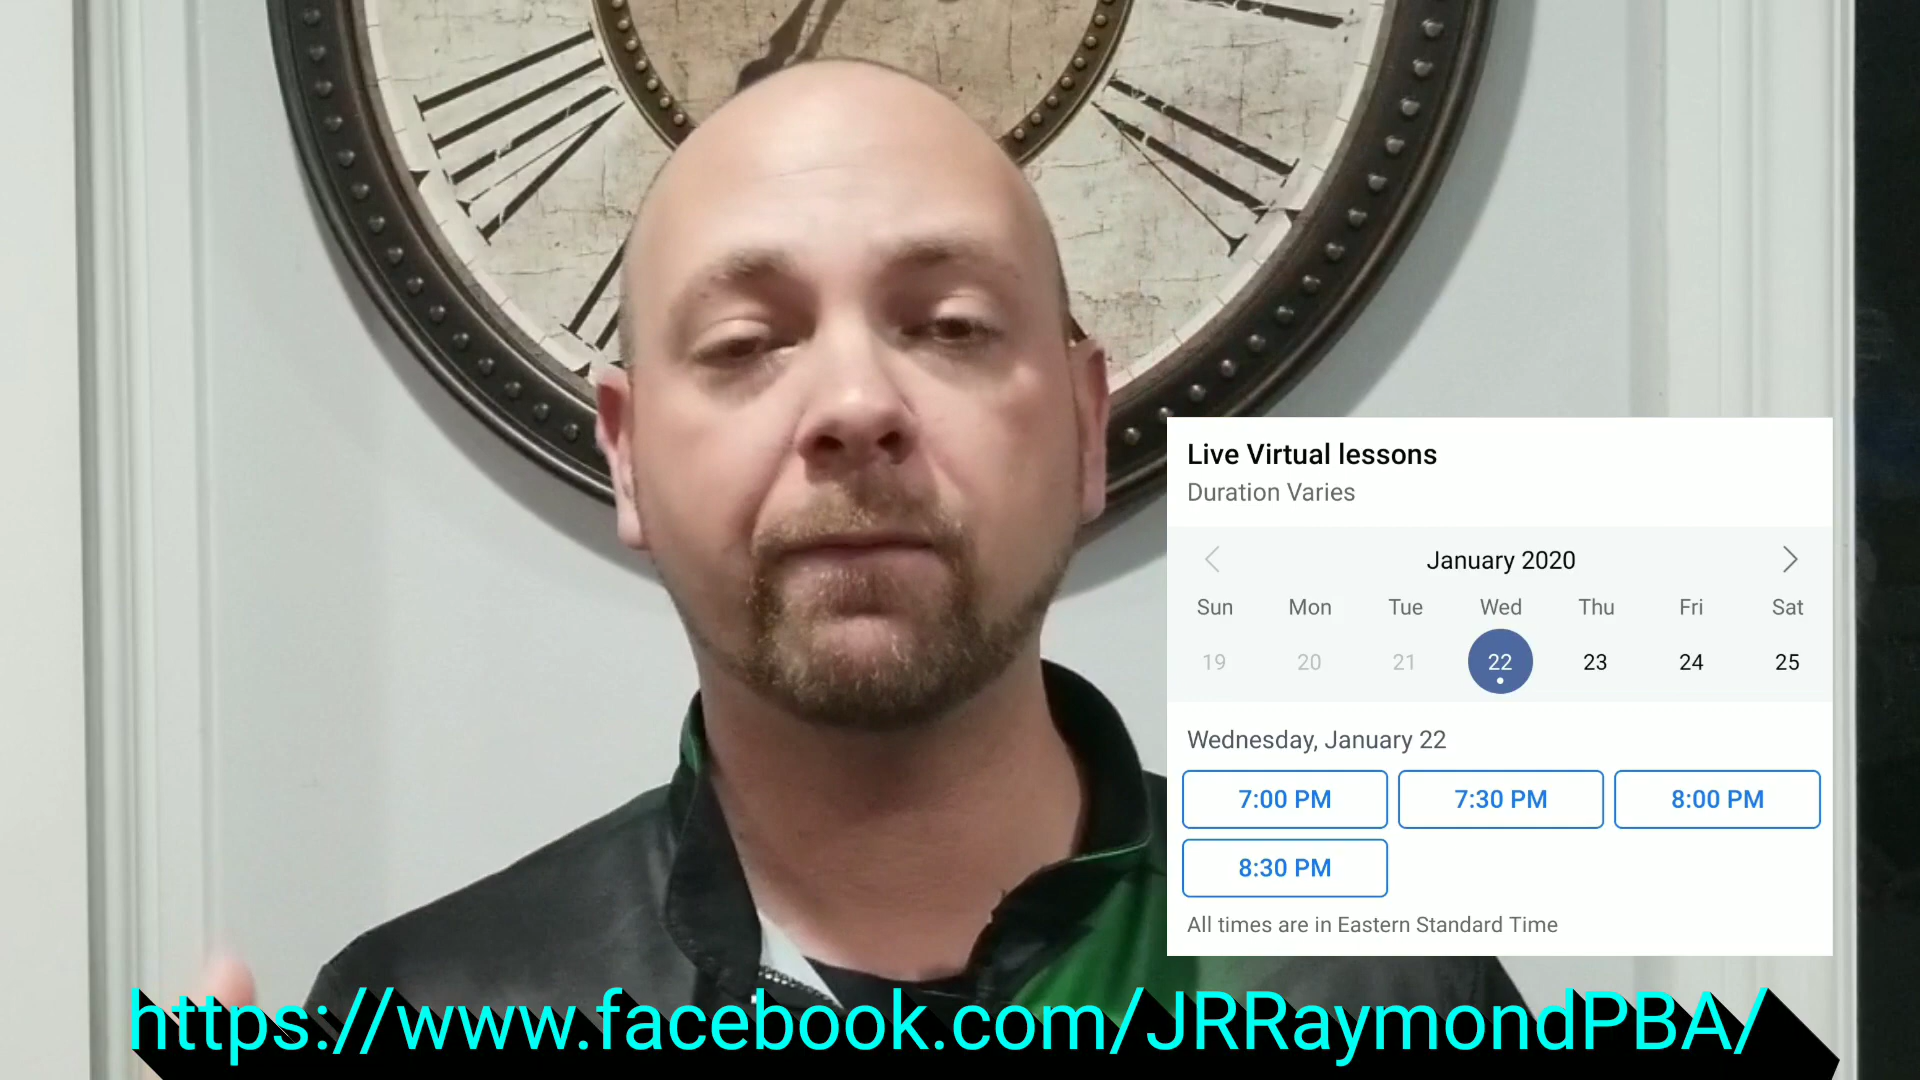 Live Virtual lessons
Duration Varies
January 2020
Sun Mon Tue Wed Thu Fri Sat
19 20 21 22 23 24 25
Wednesday, January 22
7:00 PM 7:30 PM 8:00 PM
8:30 PM
All times are in Eastern Standard Time
https://www.facebook.com/JRRaymondPBA/